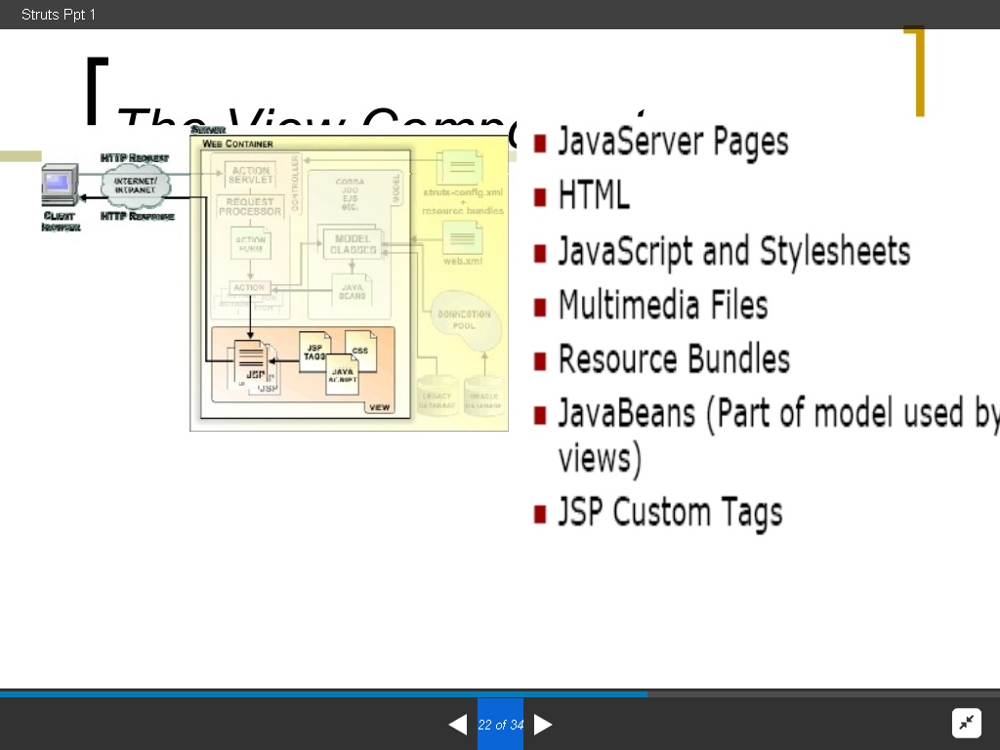 Struts Ppt 1
The View Component
SERVER
WEB CONTAINER
HTTP REQUEST
INTERNET/
INTRANET
HTTP RESPONSE
CLIENT
BROWSER
ACTION
SERVLET
REQUEST
PROCESSOR
ACTION
FORM
ACTION
CONTROLLER
CORBA
JDO
EJB
etc.
MODEL
MODEL
CLASSES
JAVA
BEANS
struts-config.xml
+
resource bundles
web.xml
CONNECTION
POOL
LEGACY
DATABASE
ORACLE
DATABASE
JSP
JSP
JSP
TAGS
CSS
JAVA
SCRIPT
VIEW
JavaServer Pages
HTML
JavaScript and Stylesheets
Multimedia Files
Resource Bundles
JavaBeans (Part of model used by
views)
JSP Custom Tags
22 of 34